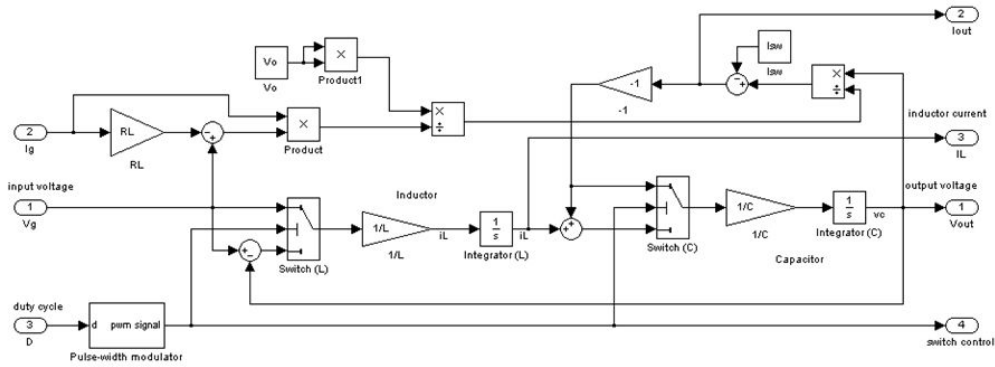 2
Iout
Vo
Vo
×
Product1
Isw
Isw
-1
-1
×
÷
×
÷
inductor current
2
Ig
RL
RL
×
Product
3
IL
input voltage
1
Vg
Inductor
1/L
1/L
iL
1
s
iL
Integrator (L)
Switch (L)
Switch (C)
1/C
1/C
1
s
vc
Integrator (C)
output voltage
1
Vout
Capacitor
duty cycle
3
D
d pwm signal
Pulse-width modulator
4
switch control